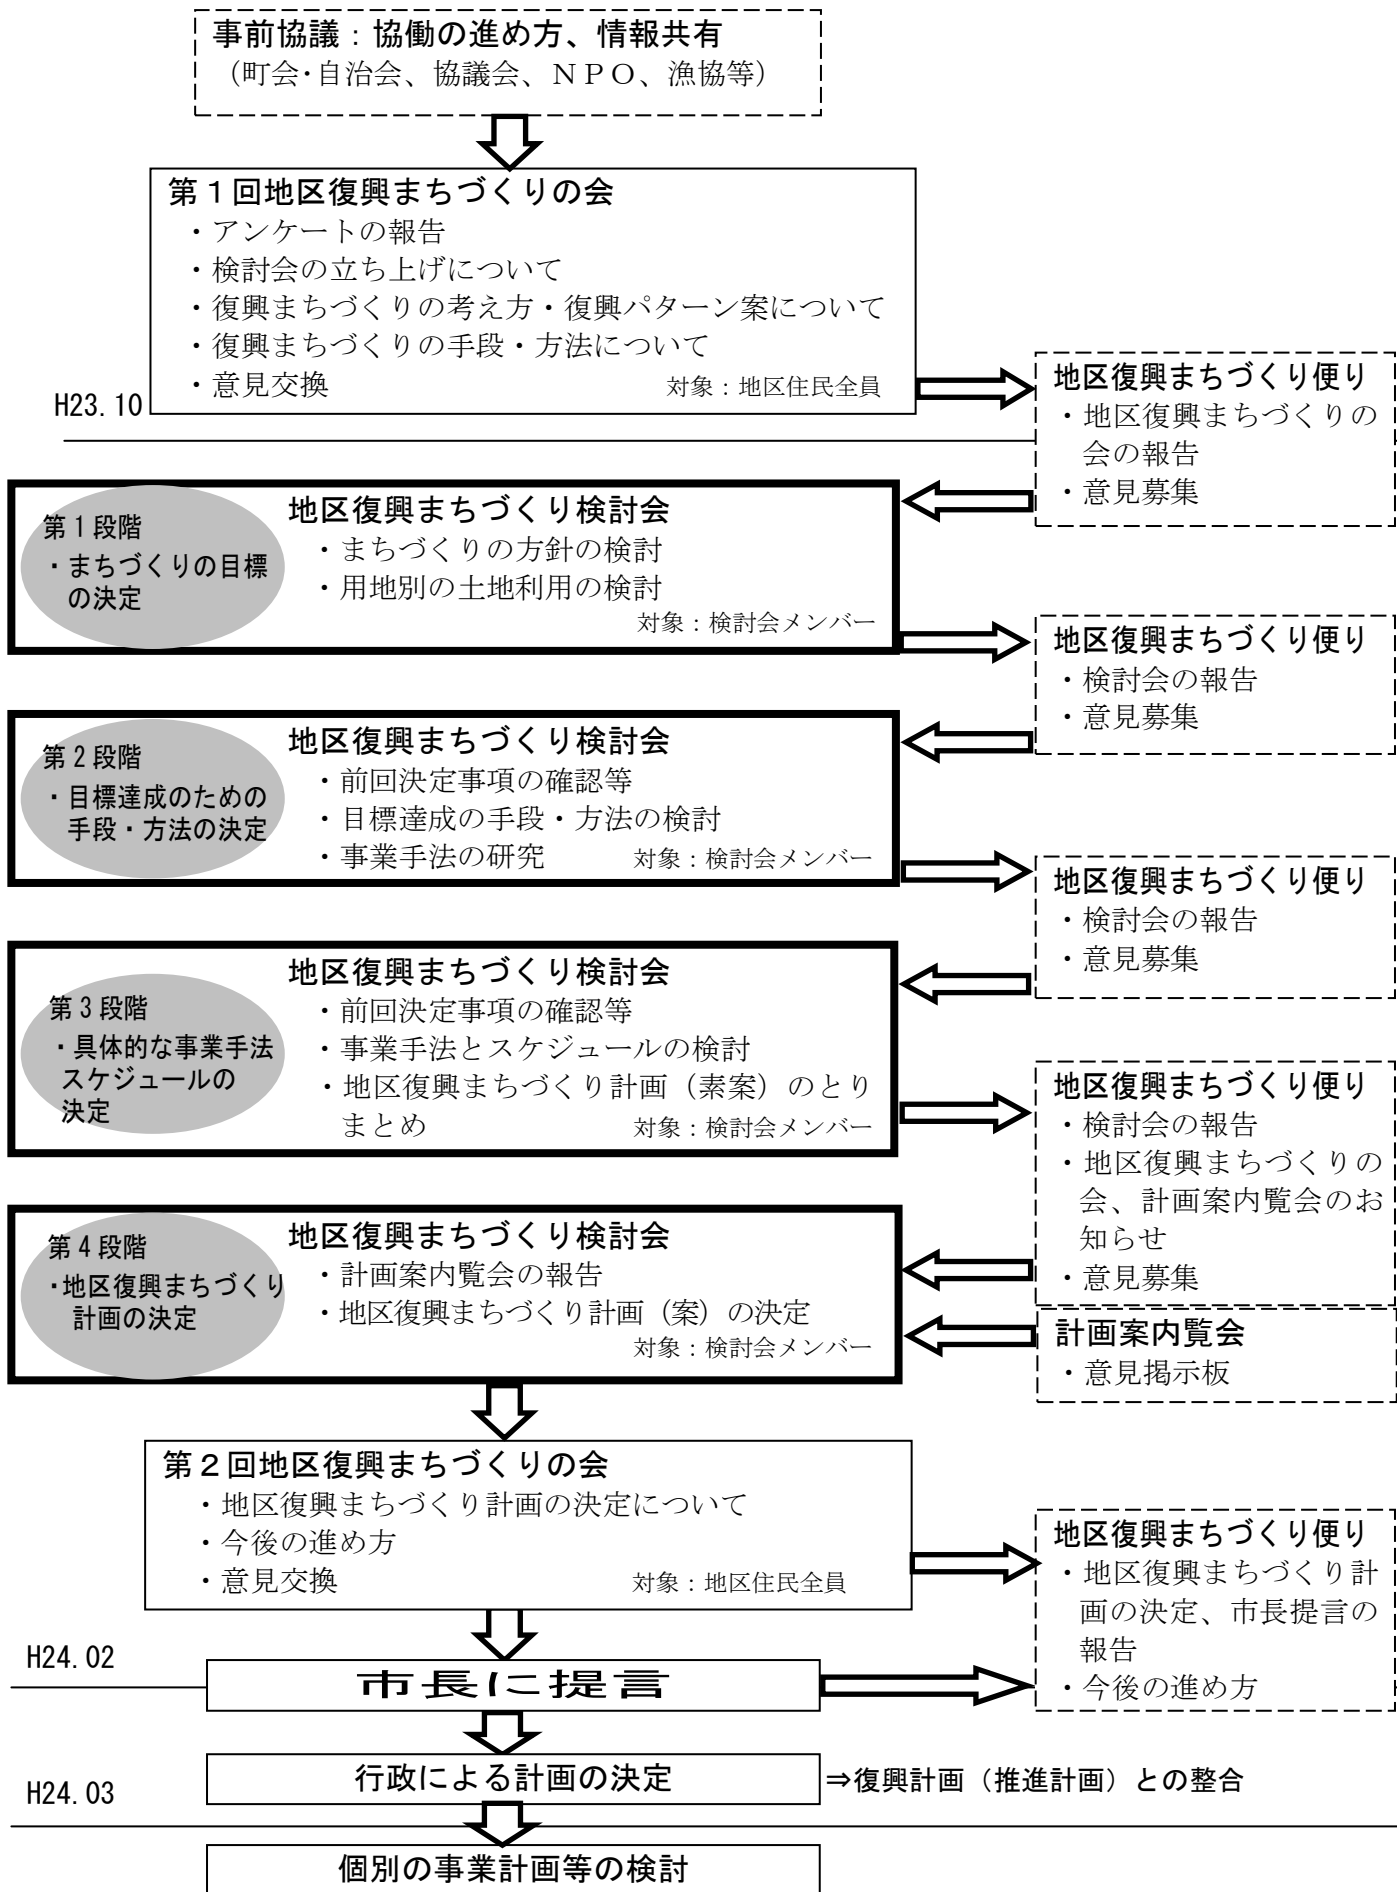 事前協議：協働の進め方、情報共有
（町会・自治会、協議会、ＮＰＯ、漁協等）
第１回地区復興まちづくりの会
・アンケートの報告
・検討会の立ち上げについて
・復興まちづくりの考え方・復興パターン案について
・復興まちづくりの手段・方法について
・意見交換　対象：地区住民全員
H23.10
地区復興まちづくり便り
・地区復興まちづくりの
会の報告
・意見募集
第１段階
・まちづくりの目標
の決定
地区復興まちづくり検討会
・まちづくりの方針の検討
・用地別の土地利用の検討
対象：検討会メンバー
地区復興まちづくり便り
・検討会の報告
・意見募集
第２段階
・目標達成のための
手段・方法の決定
地区復興まちづくり検討会
・前回決定事項の確認等
・目標達成の手段・方法の検討
・事業手法の研究　対象：検討会メンバー
地区復興まちづくり便り
・検討会の報告
・意見募集
第３段階
・具体的な事業手法
スケジュールの
決定
地区復興まちづくり検討会
・前回決定事項の確認等
・事業手法とスケジュールの検討
・地区復興まちづくり計画（素案）のとり
まとめ　対象：検討会メンバー
地区復興まちづくり便り
・検討会の報告
・地区復興まちづくりの
会、計画案内覧会のお
知らせ
・意見募集
第４段階
・地区復興まちづくり
計画の決定
地区復興まちづくり検討会
・計画案内覧会の報告
・地区復興まちづくり計画（案）の決定
対象：検討会メンバー
計画案内覧会
・意見掲示板
第２回地区復興まちづくりの会
・地区復興まちづくり計画の決定について
・今後の進め方
・意見交換　対象：地区住民全員
地区復興まちづくり便り
・地区復興まちづくり計
画の決定、市長提言の
報告
・今後の進め方
H24.02
市長に提言
行政による計画の決定
⇒復興計画（推進計画）との整合
H24.03
個別の事業計画等の検討